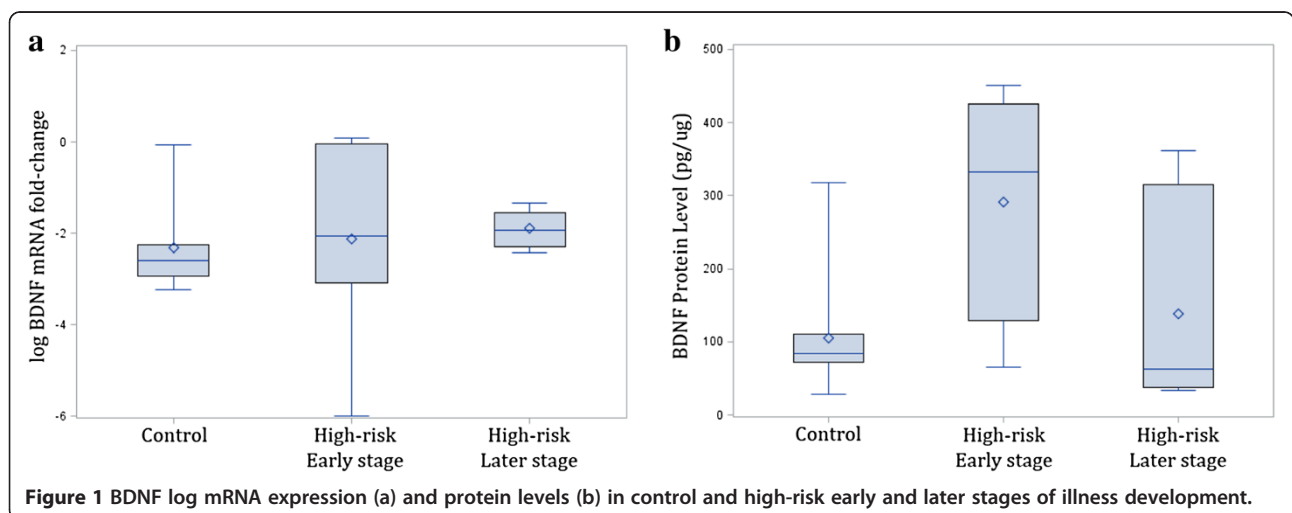 a
2
0
-2
-4
-6
log BDNF mRNA fold-change
Control
High-risk
Early stage
High-risk
Later stage
b
500
400
300
200
100
0
BDNF Protein Level (pg/ug)
Control
High-risk
Early stage
High-risk
Later stage
Figure 1 BDNF log mRNA expression (a) and protein levels (b) in control and high-risk early and later stages of illness development.